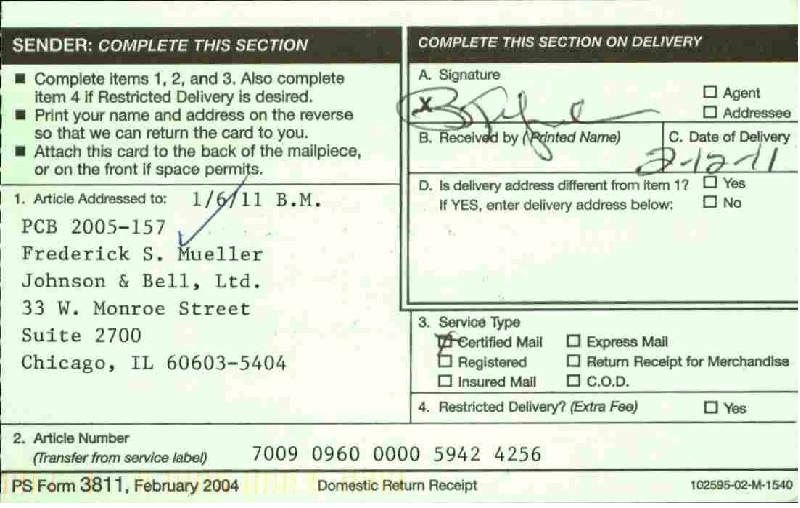 SENDER: COMPLETE THIS SECTION
■ Complete items 1, 2, and 3. Also complete
item 4 if Restricted Delivery is desired.
■ Print your name and address on the reverse
so that we can return the card to you.
■ Attach this card to the back of the mailpiece,
or on the front if space permits.
1. Article Addressed to: 1/6/11 B.M.
PCB 2005-157
Frederick S. Mueller
Johnson & Bell, Ltd.
33 W. Monroe Street
Suite 2700
Chicago, IL 60603-5404
2. Article Number
(Transfer from service label) 7009 0960 0000 5942 4256
COMPLETE THIS SECTION ON DELIVERY
A. Signature
X
☐ Agent
☐ Addressee
B. Received by (Printed Name)
C. Date of Delivery
2-12-11
D. Is delivery address different from item 1? ☐ Yes
If YES, enter delivery address below: ☐ No
3. Service Type
☑ Certified Mail ☐ Express Mail
☐ Registered ☐ Return Receipt for Merchandise
☐ Insured Mail ☐ C.O.D.
4. Restricted Delivery? (Extra Fee) ☐ Yes
PS Form 3811, February 2004 Domestic Return Receipt 102595-02-M-1540